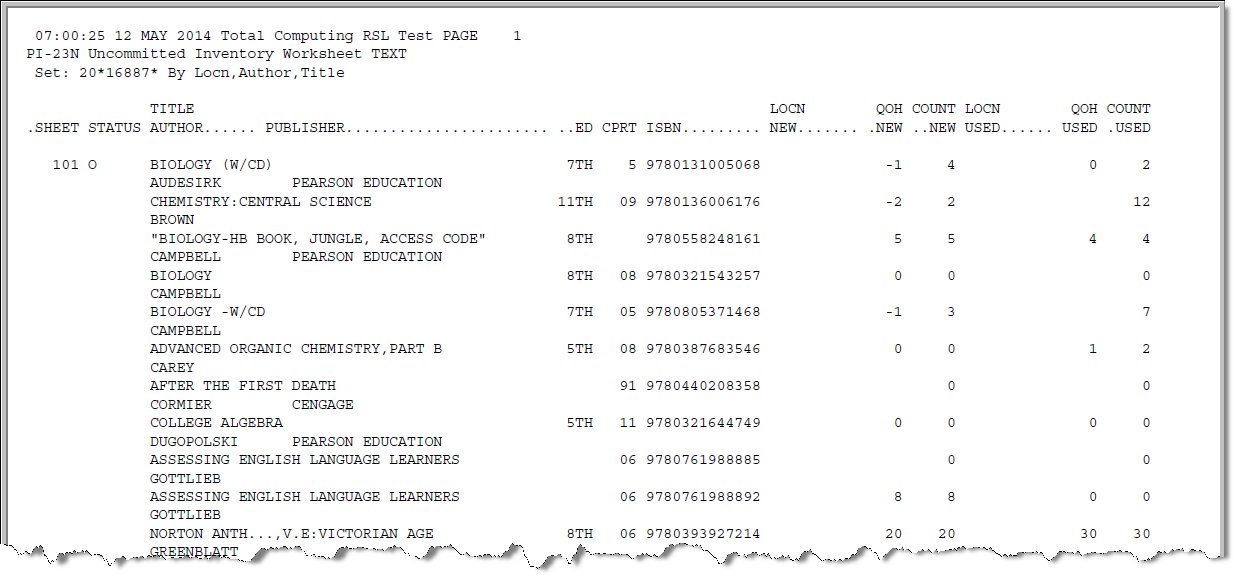 07:00:25 12 MAY 2014 Total Computing RSL Test PAGE    1
PI-23N Uncommitted Inventory Worksheet TEXT
Set: 20*16887* By Locn,Author,Title
TITLE LOCN QOH COUNT LOCN QOH COUNT
.SHEET STATUS AUTHOR...... PUBLISHER....................... ..ED CPRT ISBN......... NEW....... .NEW ..NEW USED...... USED .USED
101 O BIOLOGY (W/CD) 7TH 5 9780131005068 -1 4 0 2
AUDESIRK PEARSON EDUCATION
CHEMISTRY:CENTRAL SCIENCE 11TH 09 9780136006176 -2 2 12
BROWN
"BIOLOGY-HB BOOK, JUNGLE, ACCESS CODE" 8TH 9780558248161 5 5 4 4
CAMPBELL PEARSON EDUCATION
BIOLOGY 8TH 08 9780321543257 0 0 0
CAMPBELL
BIOLOGY -W/CD 7TH 05 9780805371468 -1 3 7
CAMPBELL
ADVANCED ORGANIC CHEMISTRY,PART B 5TH 08 9780387683546 0 0 1 2
CAREY
AFTER THE FIRST DEATH 91 9780440208358 0 0
CORMIER CENGAGE
COLLEGE ALGEBRA 5TH 11 9780321644749 0 0 0 0
DUGOPOLSKI PEARSON EDUCATION
ASSESSING ENGLISH LANGUAGE LEARNERS 06 9780761988885 0 0
GOTTLIEB
ASSESSING ENGLISH LANGUAGE LEARNERS 06 9780761988892 8 8 0 0
GOTTLIEB
NORTON ANTH...,V.E:VICTORIAN AGE 8TH 06 9780393927214 20 20 30 30
GREENBLATT